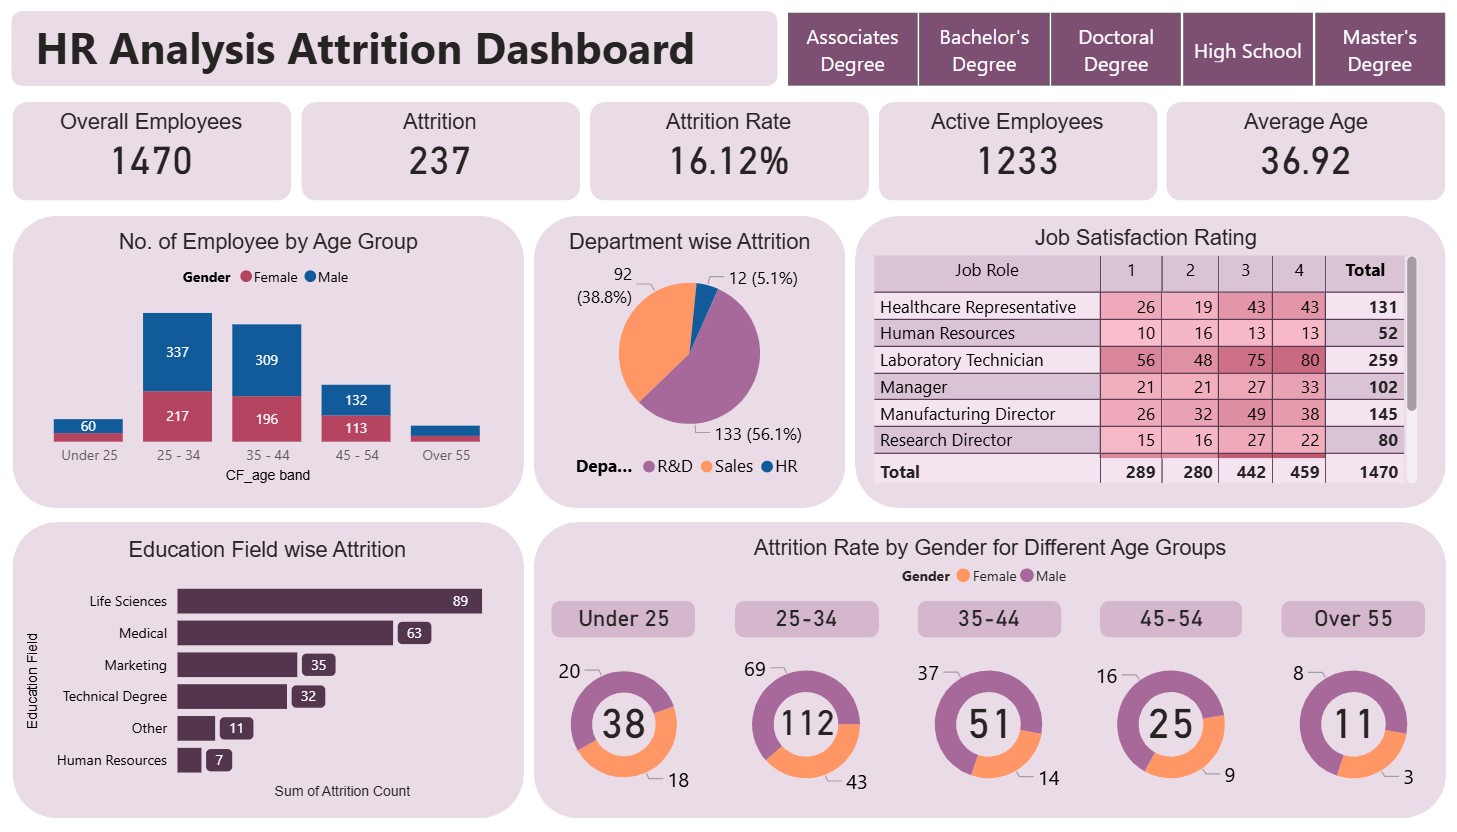 HR Analysis Attrition Dashboard
Associates
Degree
Bachelor's
Degree
Doctoral
Degree
High School
Master's
Degree
Overall Employees
1470
Attrition
237
Attrition Rate
16.12%
Active Employees
1233
Average Age
36.92
No. of Employee by Age Group
Gender Female Male
337
309
60
217
196
132
113
Under 25 25 - 34 35 - 44 45 - 54 Over 55
CF_age band
Department wise Attrition
92
(38.8%)
12 (5.1%)
133 (56.1%)
Depa... R&D Sales HR
Job Satisfaction Rating
Job Role 1 2 3 4 Total
Healthcare Representative 26 19 43 43 131
Human Resources 10 16 13 13 52
Laboratory Technician 56 48 75 80 259
Manager 21 21 27 33 102
Manufacturing Director 26 32 49 38 145
Research Director 15 16 27 22 80
Total 289 280 442 459 1470
Education Field wise Attrition
Education Field
Life Sciences 89
Medical 63
Marketing 35
Technical Degree 32
Other 11
Human Resources 7
Sum of Attrition Count
Attrition Rate by Gender for Different Age Groups
Gender Female Male
Under 25
25-34
35-44
45-54
Over 55
20
38
18
69
112
43
37
51
14
16
25
9
8
11
3